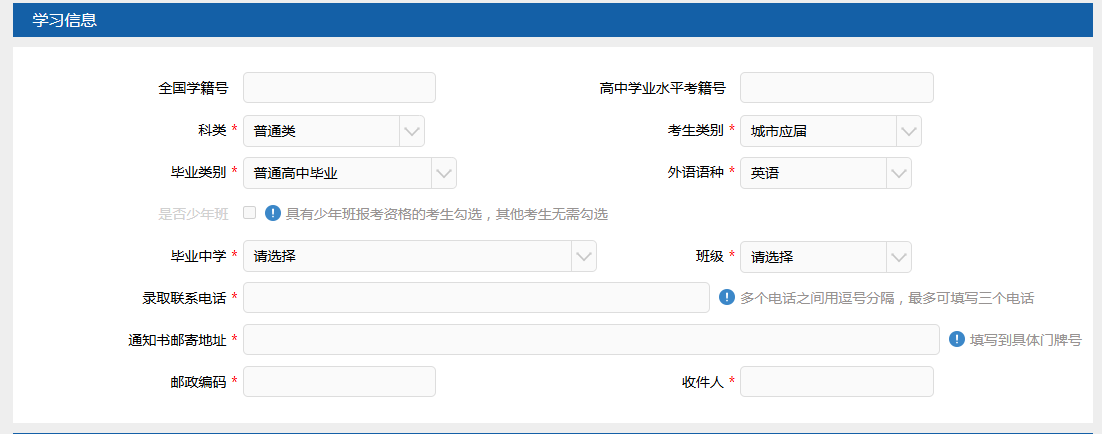 学习信息
全国学籍号 高中学业水平考籍号
科类 * 普通类 考生类别 * 城市应届
毕业类别 * 普通高中毕业 外语语种 * 英语
是否少年班 具有少年班报考资格的考生勾选，其他考生无需勾选
毕业中学 * 请选择 班级 * 请选择
录取联系电话 * 多个电话之间用逗号分隔，最多可填写三个电话
通知书邮寄地址 * 填写到具体门牌号
邮政编码 * 收件人 *